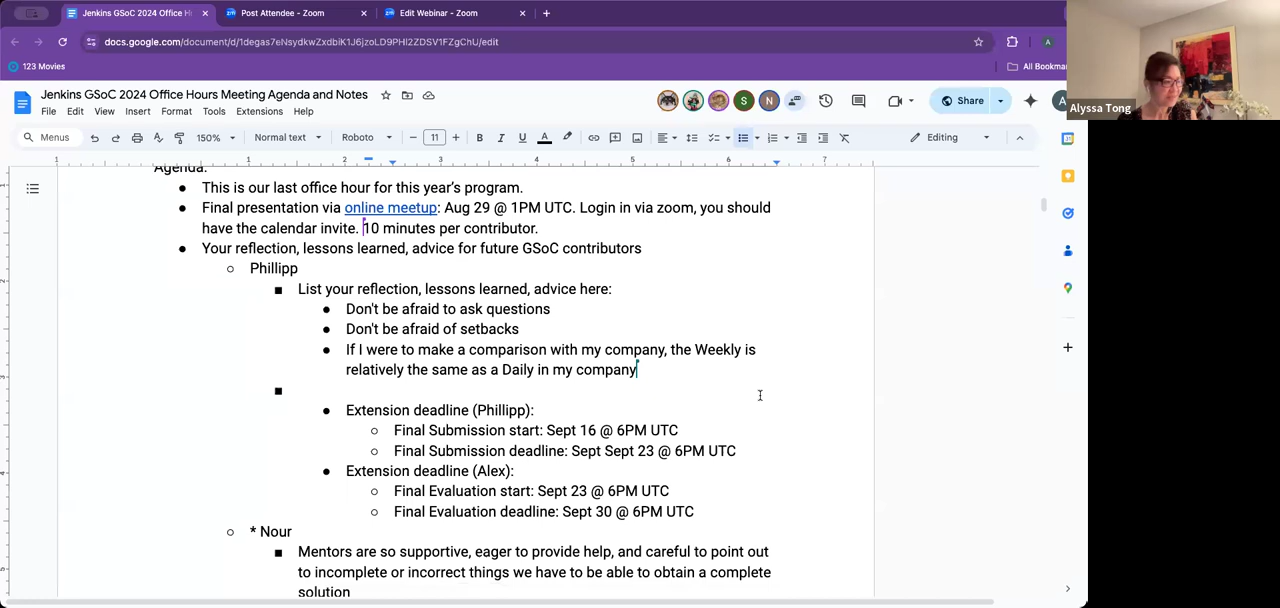 Jenkins GSoC 2024 Office H
Post Attendee - Zoom
Edit Webinar - Zoom
docs.google.com/document/d/1degas7eNsydkwZxdbiK1J6jzoLD9PHI2ZDSV1FZgChU/edit
123 Movies
All Bookma
Jenkins GSoC 2024 Office Hours Meeting Agenda and Notes
File Edit View Insert Format Tools Extensions Help
Share
Menus
150%
Normal text
Roboto
11
Editing
Alyssa Tong
1 1 2 3 4 5 6 7
Agenda:
This is our last office hour for this year's program.
Final presentation via online meetup: Aug 29 @ 1PM UTC. Login in via zoom, you should
have the calendar invite. 10 minutes per contributor.
Your reflection, lessons learned, advice for future GSoC contributors
Phillipp
List your reflection, lessons learned, advice here:
Don't be afraid to ask questions
Don't be afraid of setbacks
If I were to make a comparison with my company, the Weekly is
relatively the same as a Daily in my company
Extension deadline (Phillipp):
Final Submission start: Sept 16 @ 6PM UTC
Final Submission deadline: Sept Sept 23 @ 6PM UTC
Extension deadline (Alex):
Final Evaluation start: Sept 23 @ 6PM UTC
Final Evaluation deadline: Sept 30 @ 6PM UTC
* Nour
Mentors are so supportive, eager to provide help, and careful to point out
to incomplete or incorrect things we have to be able to obtain a complete
solution